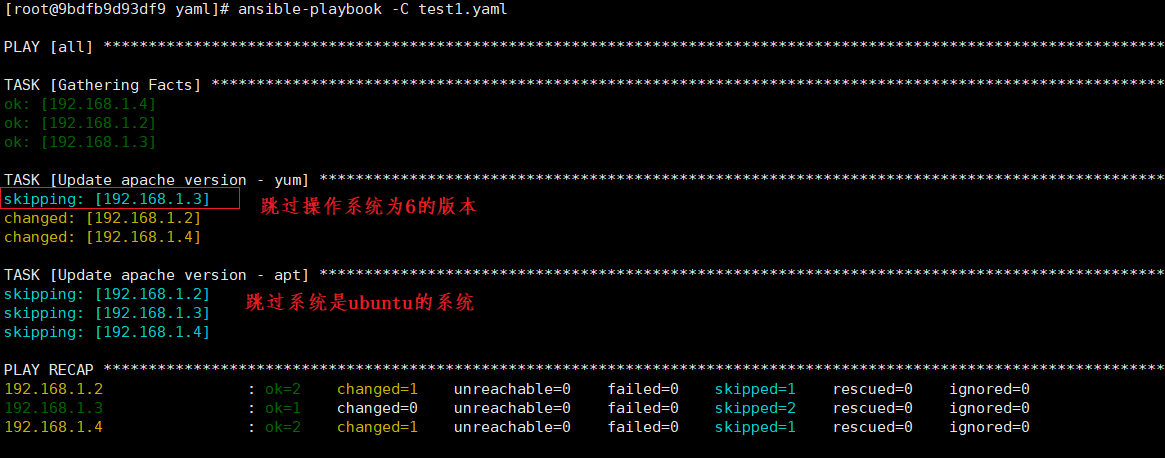 [root@9bdfb9d93df9 yaml]# ansible-playbook -C test1.yaml
PLAY [all] **********************************************************************************************************************
TASK [Gathering Facts] **********************************************************************************************************
ok: [192.168.1.4]
ok: [192.168.1.2]
ok: [192.168.1.3]
TASK [Update apache version - yum] **********************************************************************************************
skipping: [192.168.1.3]
跳过操作系统为6的版本
changed: [192.168.1.2]
changed: [192.168.1.4]
TASK [Update apache version - apt] **********************************************************************************************
skipping: [192.168.1.2]
跳过系统是ubuntu的系统
skipping: [192.168.1.3]
skipping: [192.168.1.4]
PLAY RECAP **********************************************************************************************************************
192.168.1.2 : ok=2 changed=1 unreachable=0 failed=0 skipped=1 rescued=0 ignored=0
192.168.1.3 : ok=1 changed=0 unreachable=0 failed=0 skipped=2 rescued=0 ignored=0
192.168.1.4 : ok=2 changed=1 unreachable=0 failed=0 skipped=1 rescued=0 ignored=0